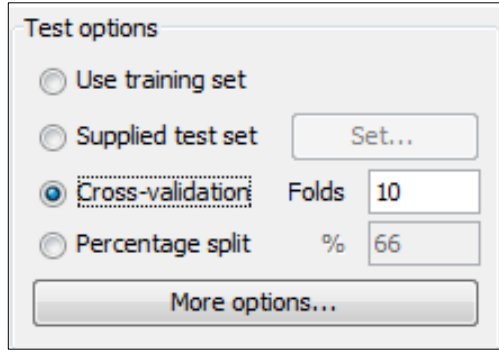 Test options
Use training set
Supplied test set Set...
Cross-validation Folds 10
Percentage split % 66
More options...